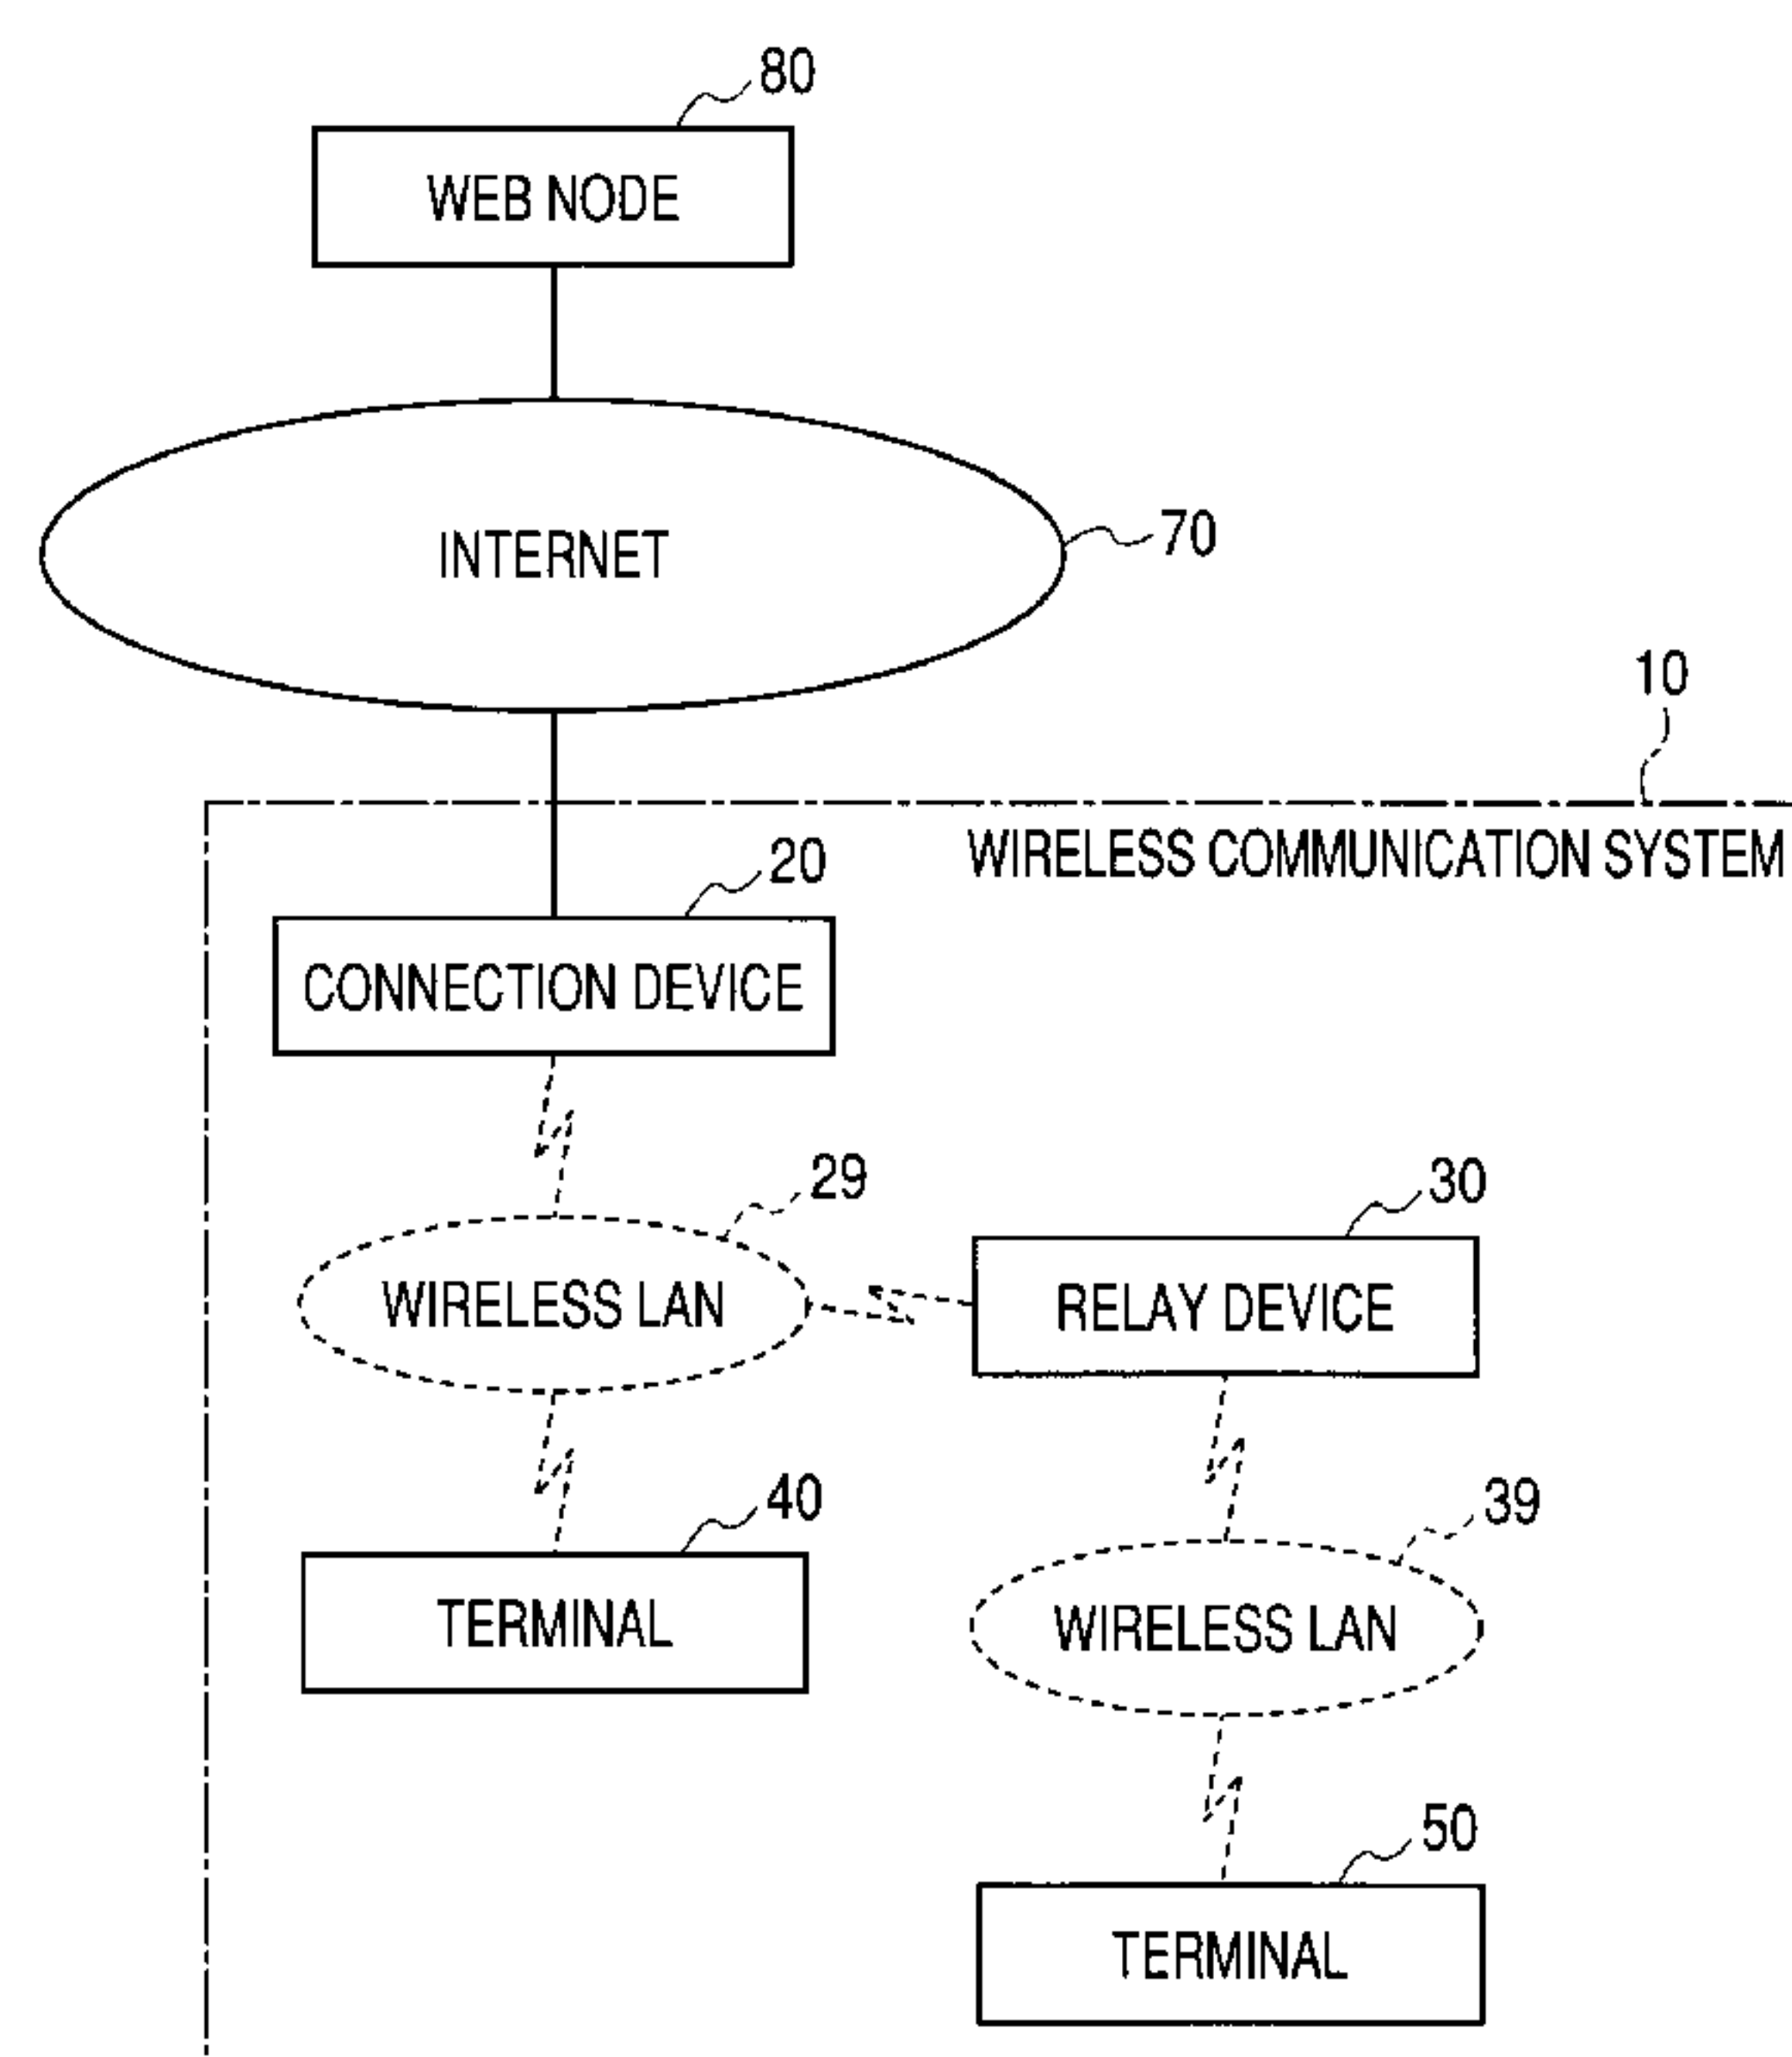 80
WEB NODE
INTERNET
70
10
WIRELESS COMMUNICATION SYSTEM
20
CONNECTION DEVICE
29
WIRELESS LAN
30
RELAY DEVICE
40
TERMINAL
39
WIRELESS LAN
50
TERMINAL